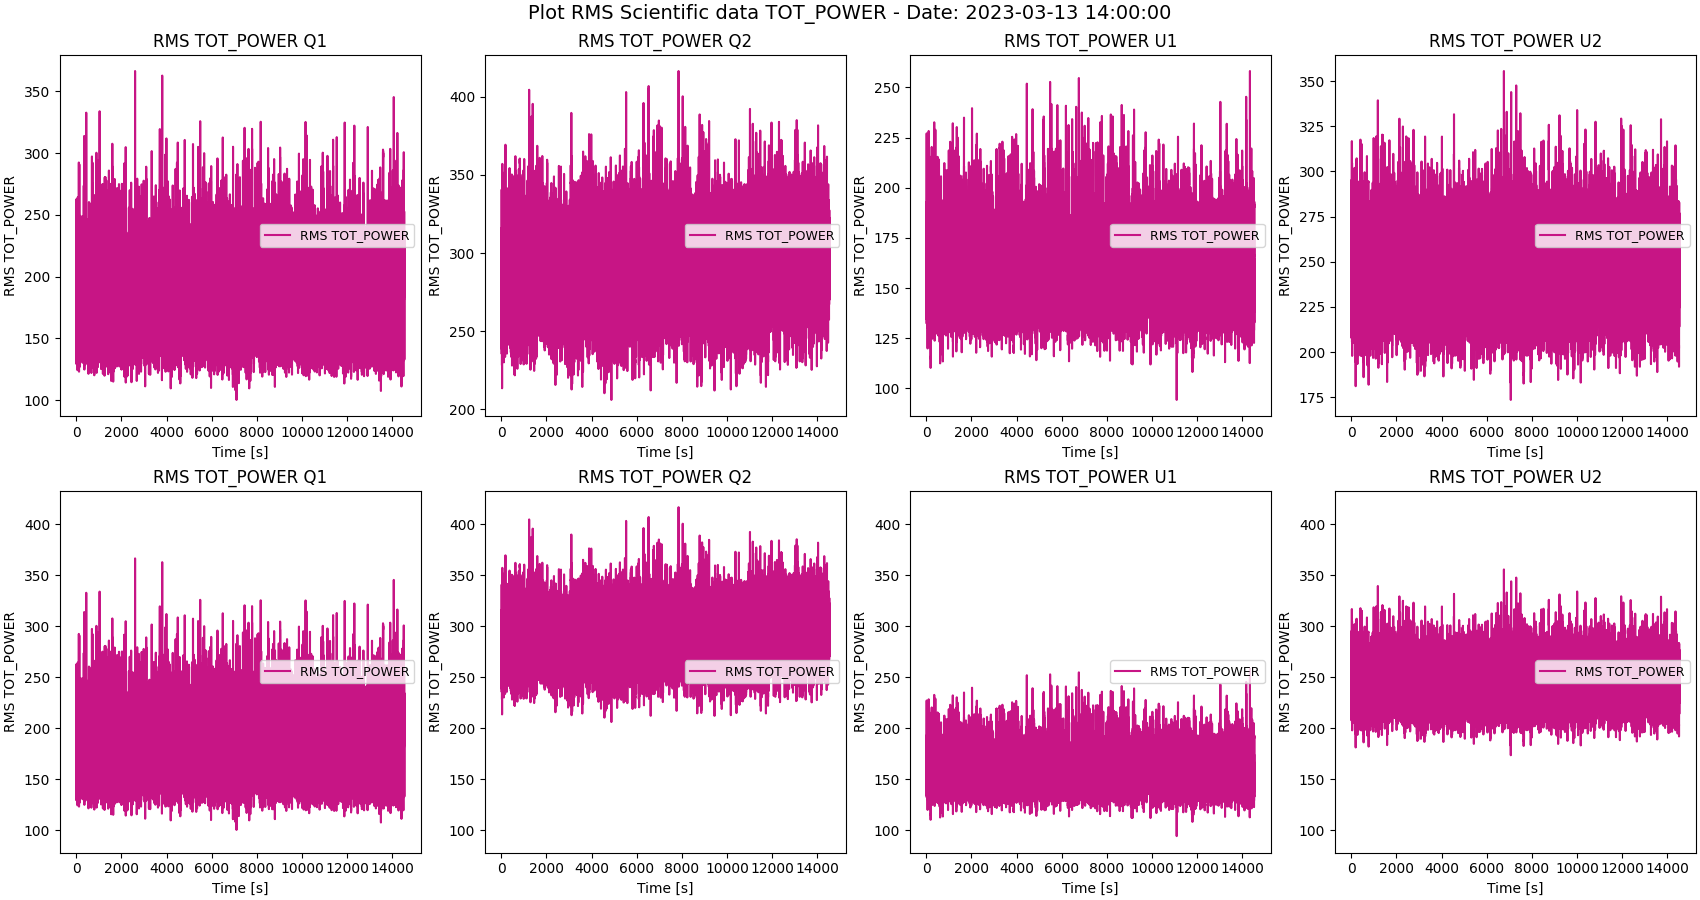 Plot RMS Scientific data TOT_POWER - Date: 2023-03-13 14:00:00
RMS TOT_POWER Q1
RMS TOT_POWER
350
300
250
200
150
100
RMS TOT_POWER
0 2000 4000 6000 8000 10000 12000 14000
Time [s]
RMS TOT_POWER Q2
RMS TOT_POWER
400
350
300
250
200
RMS TOT_POWER
0 2000 4000 6000 8000 10000 12000 14000
Time [s]
RMS TOT_POWER U1
RMS TOT_POWER
250
225
200
175
150
125
100
RMS TOT_POWER
0 2000 4000 6000 8000 10000 12000 14000
Time [s]
RMS TOT_POWER U2
RMS TOT_POWER
350
325
300
275
250
225
200
175
RMS TOT_POWER
0 2000 4000 6000 8000 10000 12000 14000
Time [s]
RMS TOT_POWER Q1
RMS TOT_POWER
400
350
300
250
200
150
100
RMS TOT_POWER
0 2000 4000 6000 8000 10000 12000 14000
Time [s]
RMS TOT_POWER Q2
RMS TOT_POWER
400
350
300
250
200
150
100
RMS TOT_POWER
0 2000 4000 6000 8000 10000 12000 14000
Time [s]
RMS TOT_POWER U1
RMS TOT_POWER
400
350
300
250
200
150
100
RMS TOT_POWER
0 2000 4000 6000 8000 10000 12000 14000
Time [s]
RMS TOT_POWER U2
RMS TOT_POWER
400
350
300
250
200
150
100
RMS TOT_POWER
0 2000 4000 6000 8000 10000 12000 14000
Time [s]